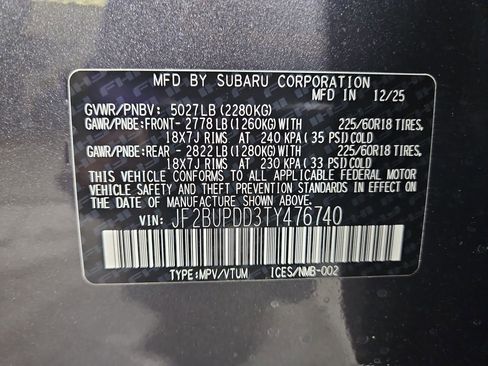 MFD BY SUBARU CORPORATION
MFD IN 12/25
GVWR/PNBV: 5027LB (2280KG)
GAWR/PNBE: FRONT- 2778LB (1260KG) WITH 225/60R18 TIRES,
18X7J RIMS AT 240 KPA (35 PSI) COLD
GAWR/PNBE: REAR - 2822LB (1280KG) WITH 225/60R18 TIRES,
18X7J RIMS AT 230 KPA (33 PSI) COLD
THIS VEHICLE CONFORMS TO ALL APPLICABLE FEDERAL MOTOR
VEHICLE SAFETY AND THEFT PREVENTION STANDARDS IN EFFECT
ON THE DATE OF MANUFACTURE SHOWN ABOVE.
VIN: JF2BUPDD3TY476740
TYPE: MPV/VTUM ICES/NMB-002